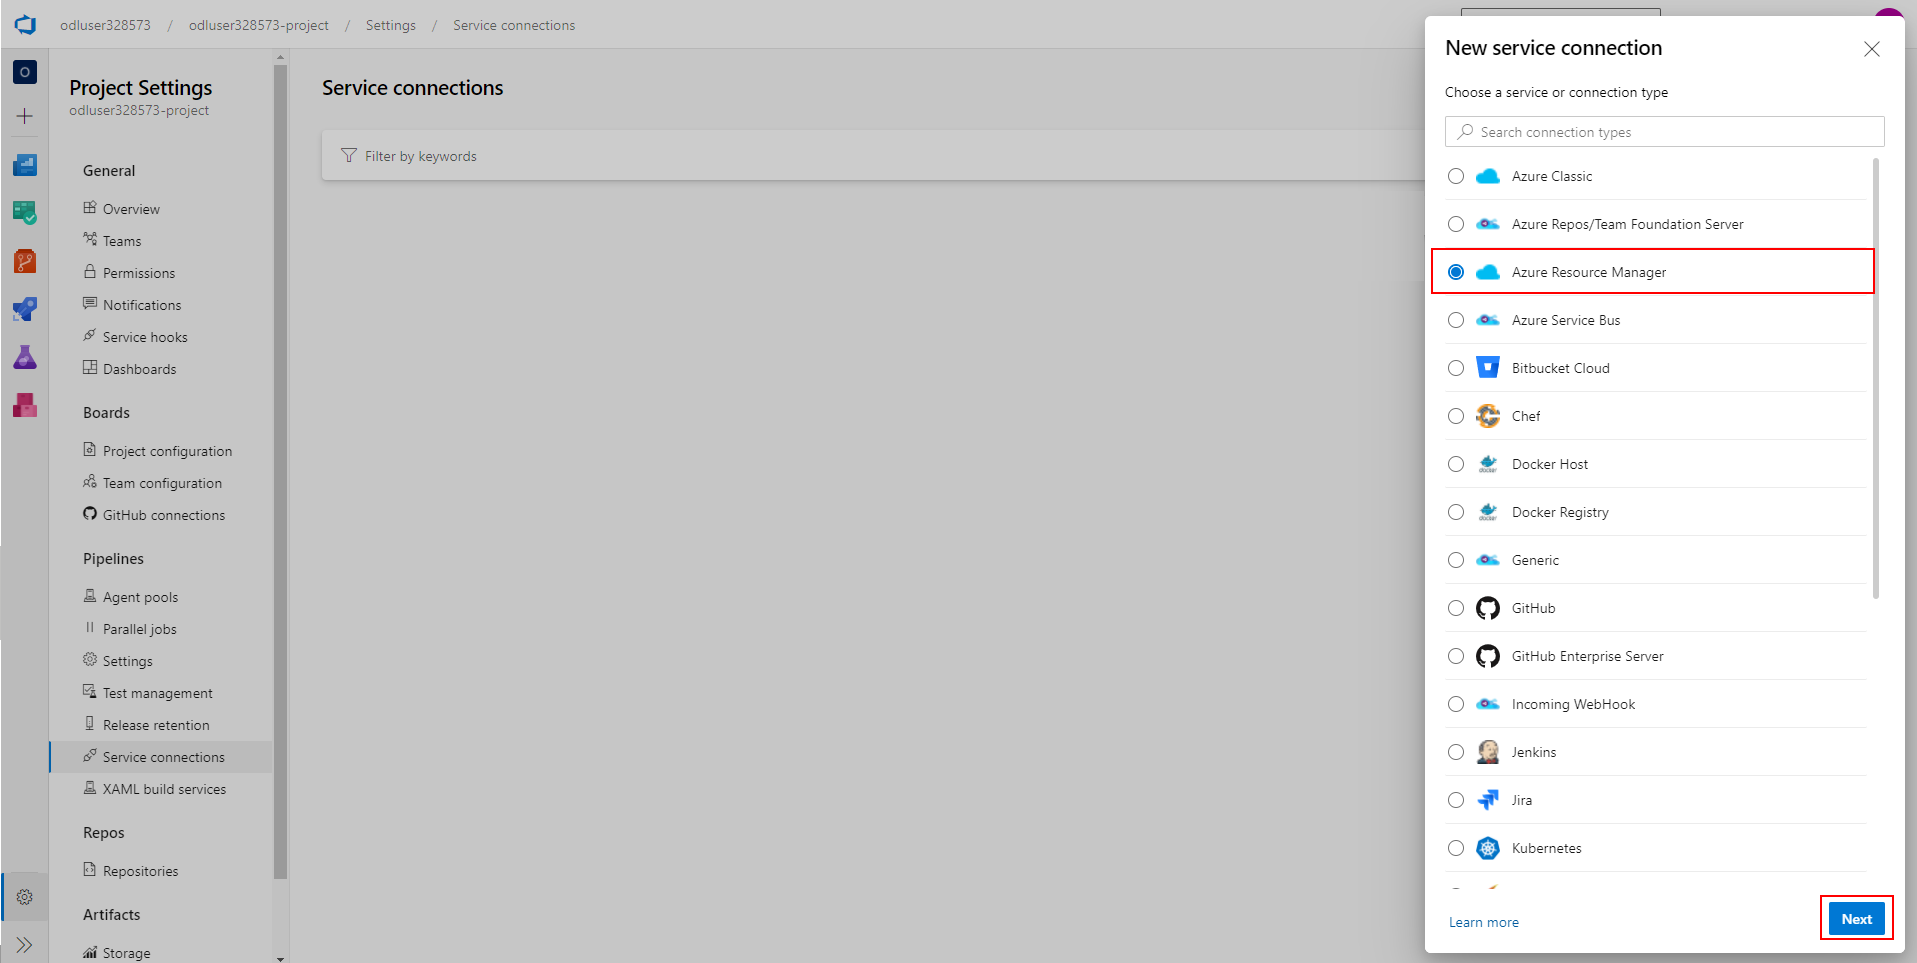 odluser328573 / odluser328573-project / Settings / Service connections
O
Project Settings
odluser328573-project
General
Overview
Teams
Permissions
Notifications
Service hooks
Dashboards
Boards
Project configuration
Team configuration
GitHub connections
Pipelines
Agent pools
Parallel jobs
Settings
Test management
Release retention
Service connections
XAML build services
Repos
Repositories
Artifacts
Storage
Service connections
Filter by keywords
New service connection
Choose a service or connection type
Search connection types
Azure Classic
Azure Repos/Team Foundation Server
Azure Resource Manager
Azure Service Bus
Bitbucket Cloud
Chef
docker Docker Host
docker Docker Registry
Generic
GitHub
GitHub Enterprise Server
Incoming WebHook
Jenkins
Jira
Kubernetes
Learn more
Next